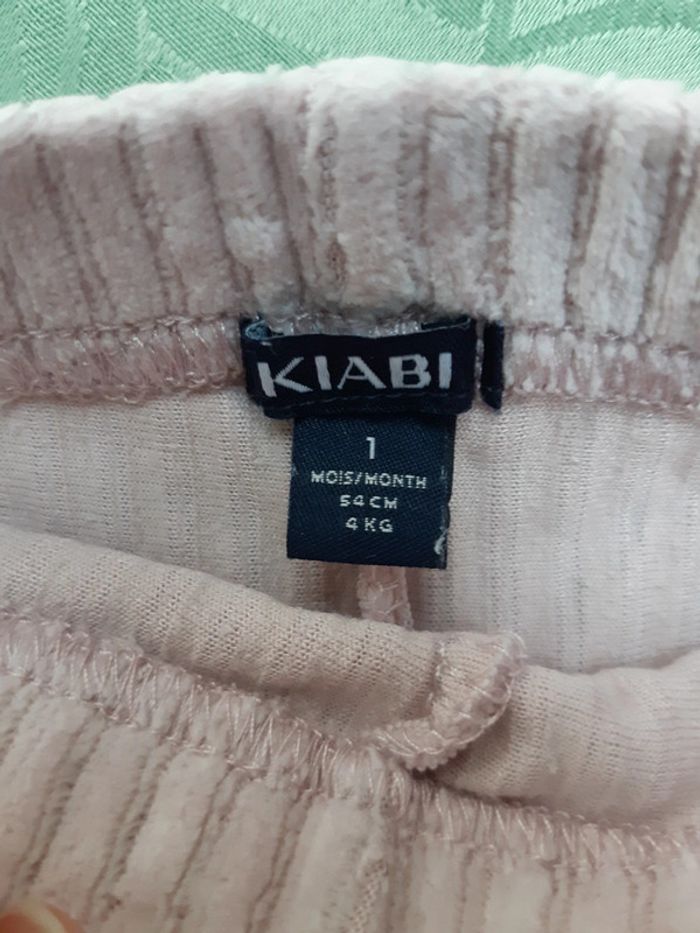 KIABI
1
MOIS/MONTH
54 CM
4 KG